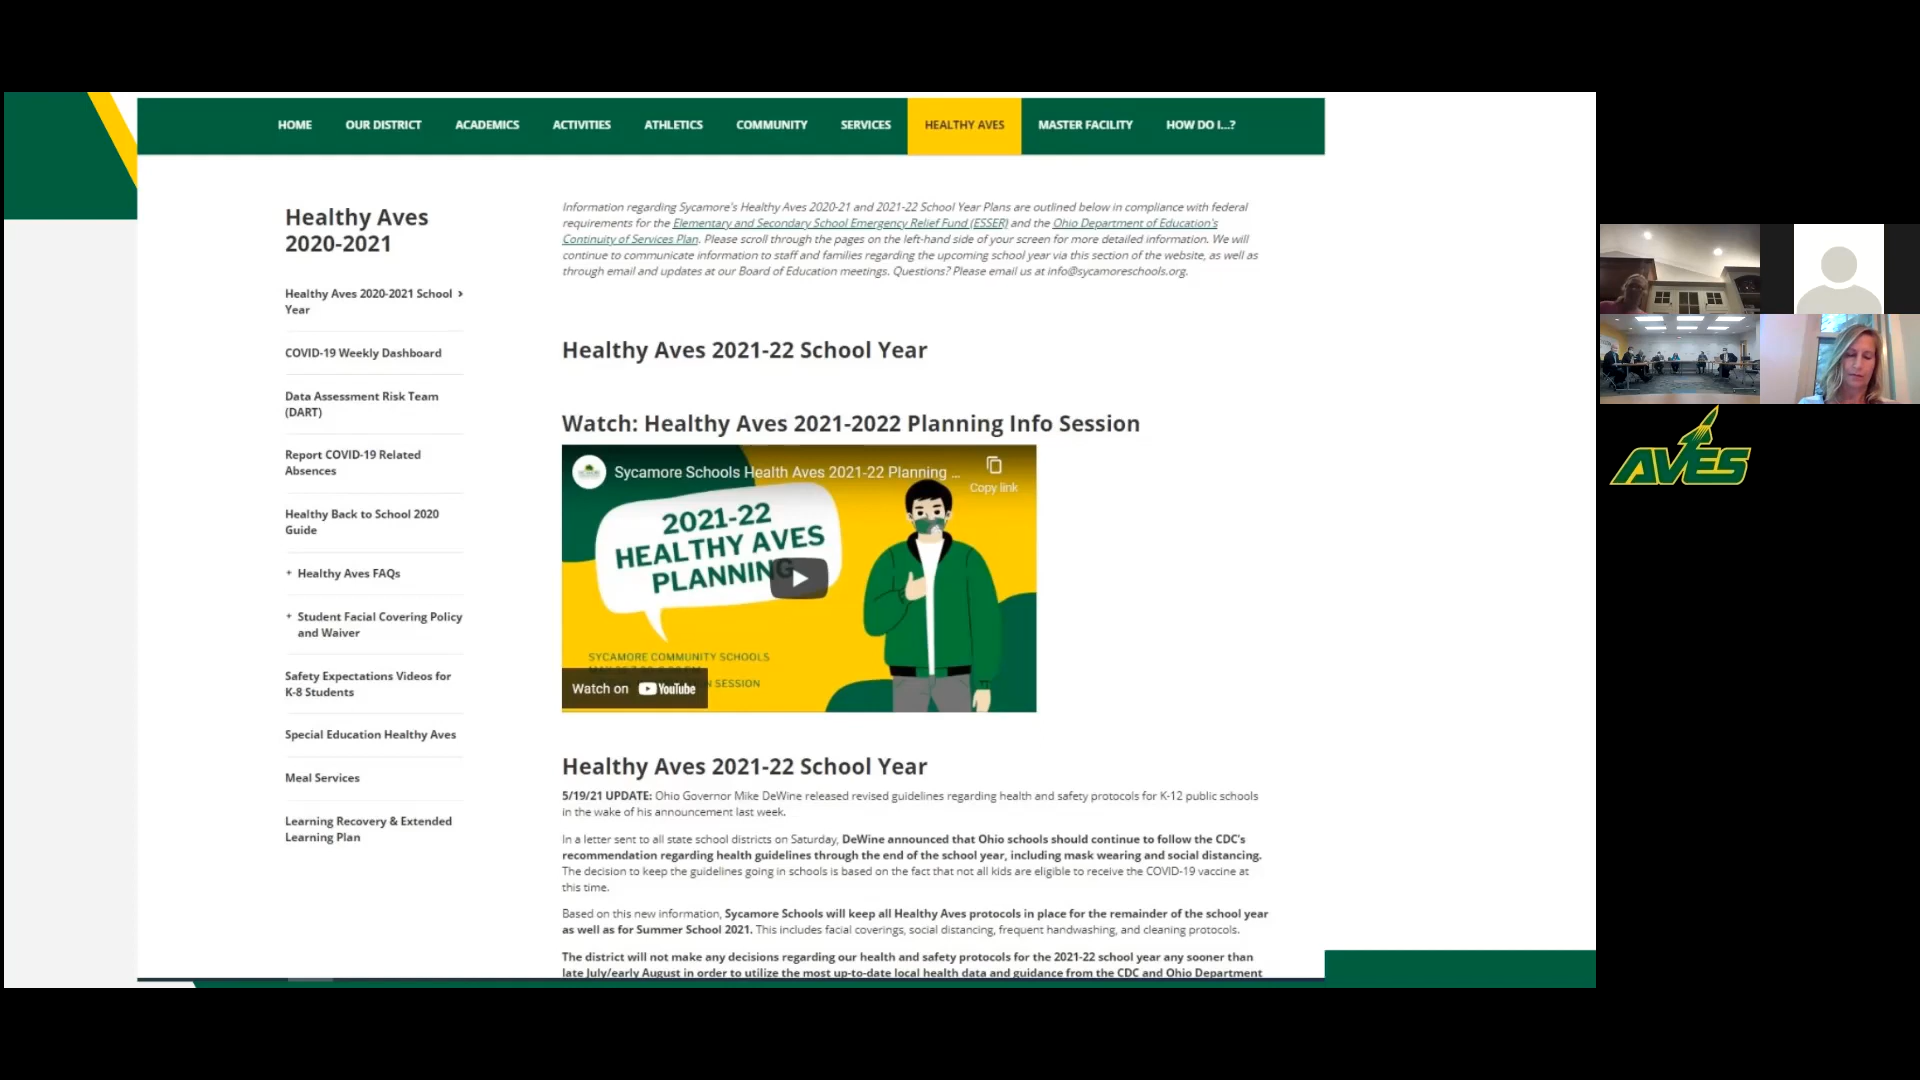 HOME OUR DISTRICT ACADEMICS ACTIVITIES ATHLETICS COMMUNITY SERVICES HEALTHY AVES MASTER FACILITY HOW DO I...?
Healthy Aves
2020-2021
Healthy Aves 2020-2021 School ›
Year
COVID-19 Weekly Dashboard
Data Assessment Risk Team
(DART)
Report COVID-19 Related
Absences
Healthy Back to School 2020
Guide
+ Healthy Aves FAQs
+ Student Facial Covering Policy
and Waiver
Safety Expectations Videos for
K-8 Students
Special Education Healthy Aves
Meal Services
Learning Recovery & Extended
Learning Plan
Information regarding Sycamore's Healthy Aves 2020-21 and 2021-22 School Year Plans are outlined below in compliance with federal
requirements for the Elementary and Secondary School Emergency Relief Fund (ESSER) and the Ohio Department of Education's
Continuity of Services Plan. Please scroll through the pages on the left-hand side of your screen for more detailed information. We will
continue to communicate information to staff and families regarding the upcoming school year via this section of the website, as well as
through email and updates at our Board of Education meetings. Questions? Please email us at info@sycamoreschools.org.
Healthy Aves 2021-22 School Year
Watch: Healthy Aves 2021-2022 Planning Info Session
Sycamore Schools Health Aves 2021-22 Planning ...
Copy link
2021-22
HEALTHY AVES
PLANNING
SYCAMORE COMMUNITY SCHOOLS
SESSION
Watch on YouTube
Healthy Aves 2021-22 School Year
5/19/21 UPDATE: Ohio Governor Mike DeWine released revised guidelines regarding health and safety protocols for K-12 public schools
in the wake of his announcement last week.
In a letter sent to all state school districts on Saturday, DeWine announced that Ohio schools should continue to follow the CDC's
recommendation regarding health guidelines through the end of the school year, including mask wearing and social distancing.
The decision to keep the guidelines going in schools is based on the fact that not all kids are eligible to receive the COVID-19 vaccine at
this time.
Based on this new information, Sycamore Schools will keep all Healthy Aves protocols in place for the remainder of the school year
as well as for Summer School 2021. This includes facial coverings, social distancing, frequent handwashing, and cleaning protocols.
The district will not make any decisions regarding our health and safety protocols for the 2021-22 school year any sooner than
late July/early August in order to utilize the most up-to-date local health data and guidance from the CDC and Ohio Department
AVES